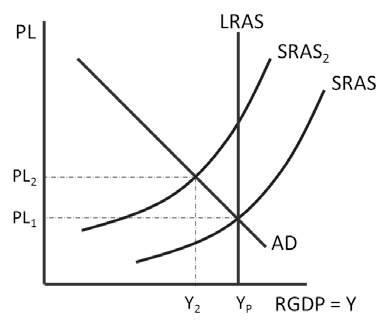 PL
LRAS
SRAS₂
SRAS
PL₂
PL₁
AD
Y₂
Yₚ
RGDP = Y